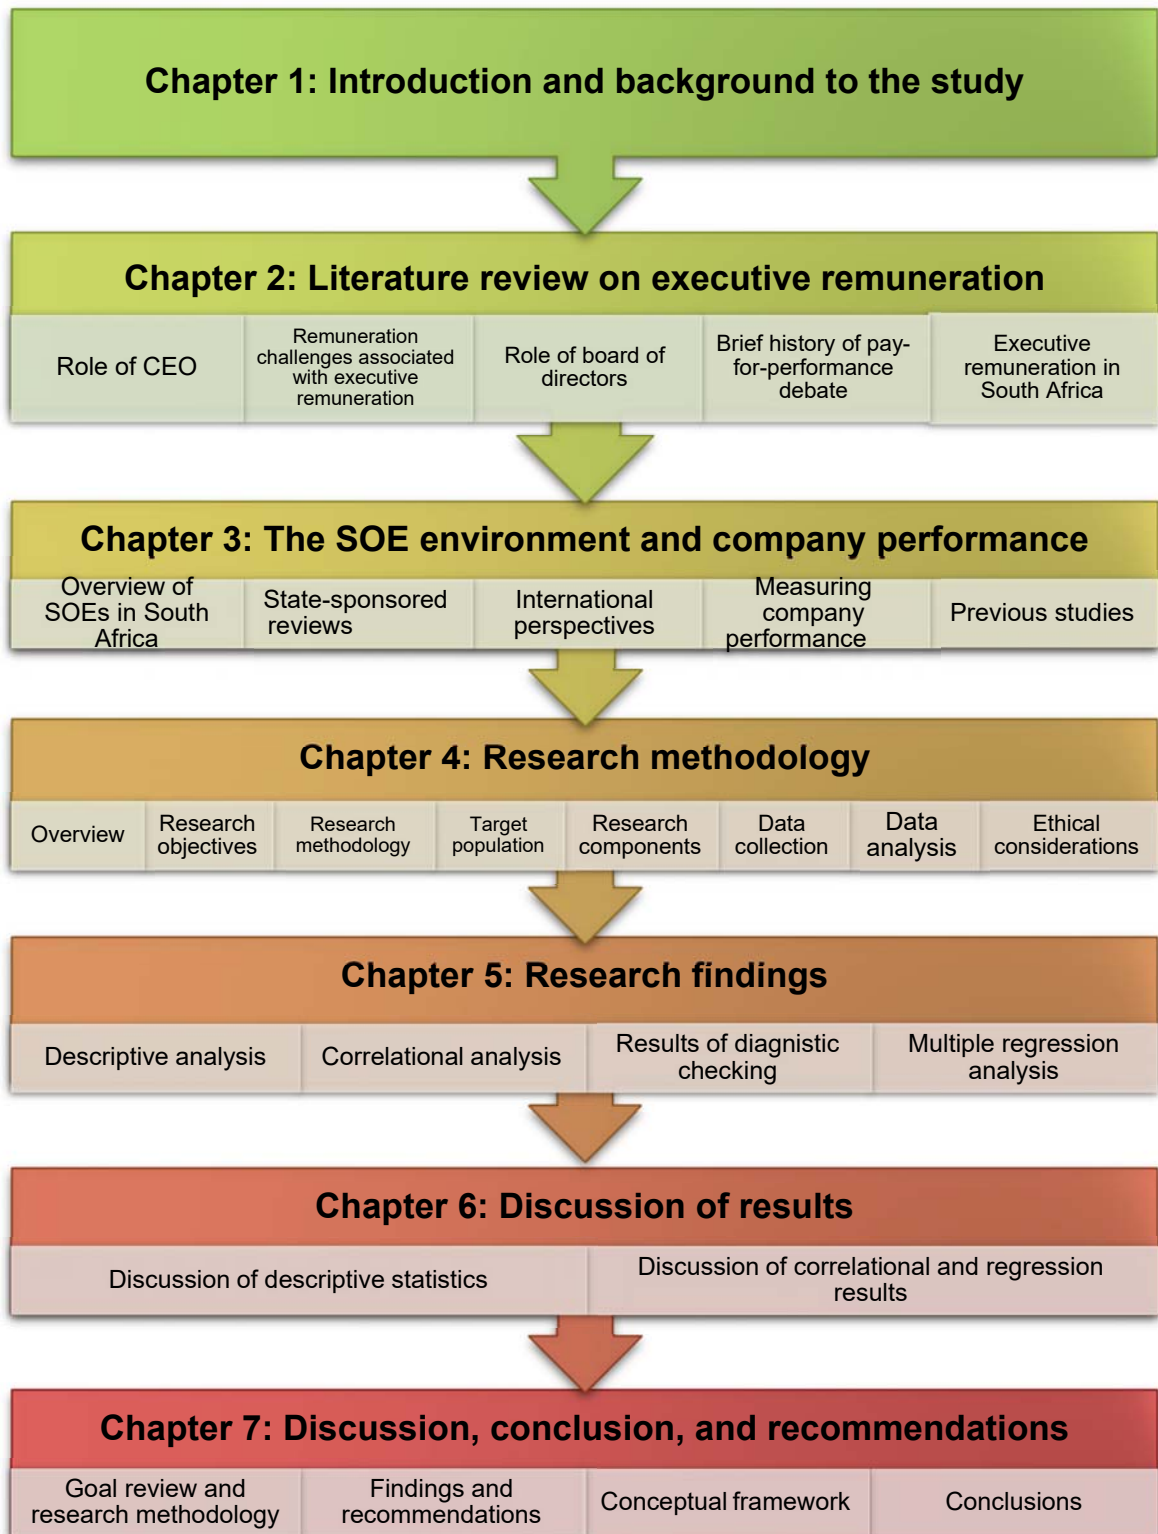 Chapter 1: Introduction and background to the study
Chapter 2: Literature review on executive remuneration
Role of CEO
Remuneration
challenges associated
with executive
remuneration
Role of board of
directors
Brief history of pay-
for-performance
debate
Executive
remuneration in
South Africa
Chapter 3: The SOE environment and company performance
Overview of
SOEs in South
Africa
State-sponsored
reviews
International
perspectives
Measuring
company
performance
Previous studies
Chapter 4: Research methodology
Overview
Research
objectives
Research
methodology
Target
population
Research
components
Data
collection
Data
analysis
Ethical
considerations
Chapter 5: Research findings
Descriptive analysis
Correlational analysis
Results of diagnostic
checking
Multiple regression
analysis
Chapter 6: Discussion of results
Discussion of descriptive statistics
Discussion of correlational and regression
results
Chapter 7: Discussion, conclusion, and recommendations
Goal review and
research methodology
Findings and
recommendations
Conceptual framework
Conclusions